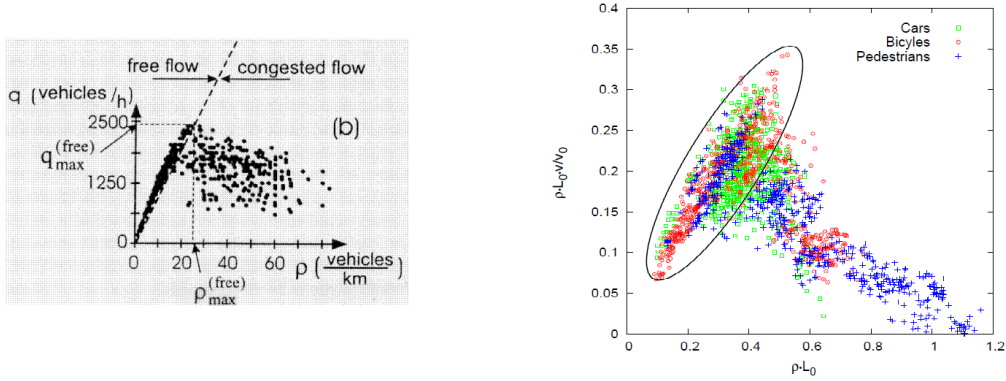 free flow congested flow
q (vehicles/h)
(b)
2500
q max (free)
1250
0
0 20 40 60 ρ (vehicles/km)
ρ max (free)
Cars
Bicyles
Pedestrians
0.35
0.3
0.25
0.2
0.15
0.1
0.05
0
ρ·L₀·v/v₀
0 0.2 0.4 0.6 0.8 1 1.2
ρ·L₀